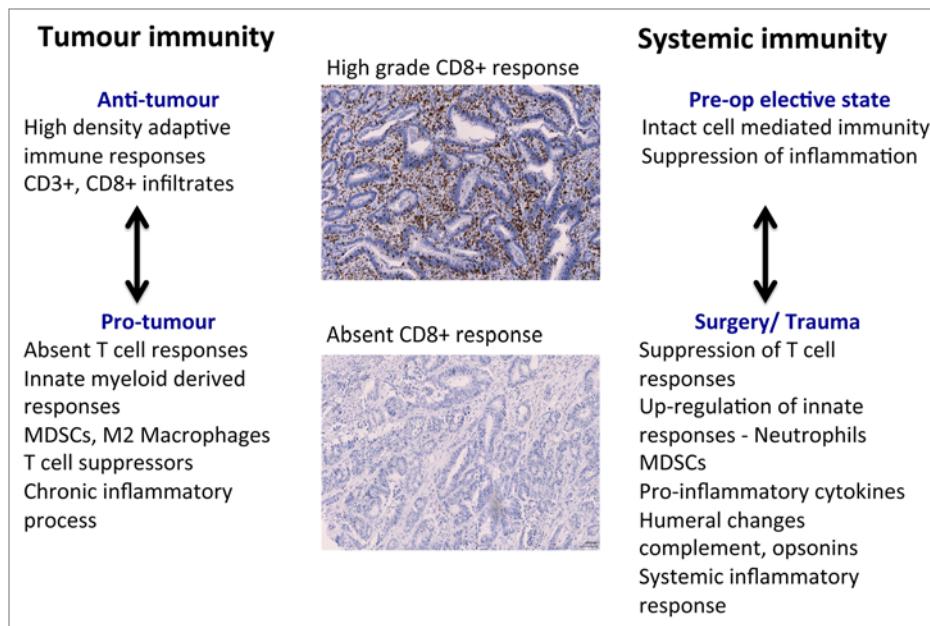 Tumour immunity
Anti-tumour
High density adaptive
immune responses
CD3+, CD8+ infiltrates
Pro-tumour
Absent T cell responses
Innate myeloid derived
responses
MDSCs, M2 Macrophages
T cell suppressors
Chronic inflammatory
process
High grade CD8+ response
Absent CD8+ response
Systemic immunity
Pre-op elective state
Intact cell mediated immunity
Suppression of inflammation
Surgery/ Trauma
Suppression of T cell
responses
Up-regulation of innate
responses - Neutrophils
MDSCs
Pro-inflammatory cytokines
Humeral changes
complement, opsonins
Systemic inflammatory
response